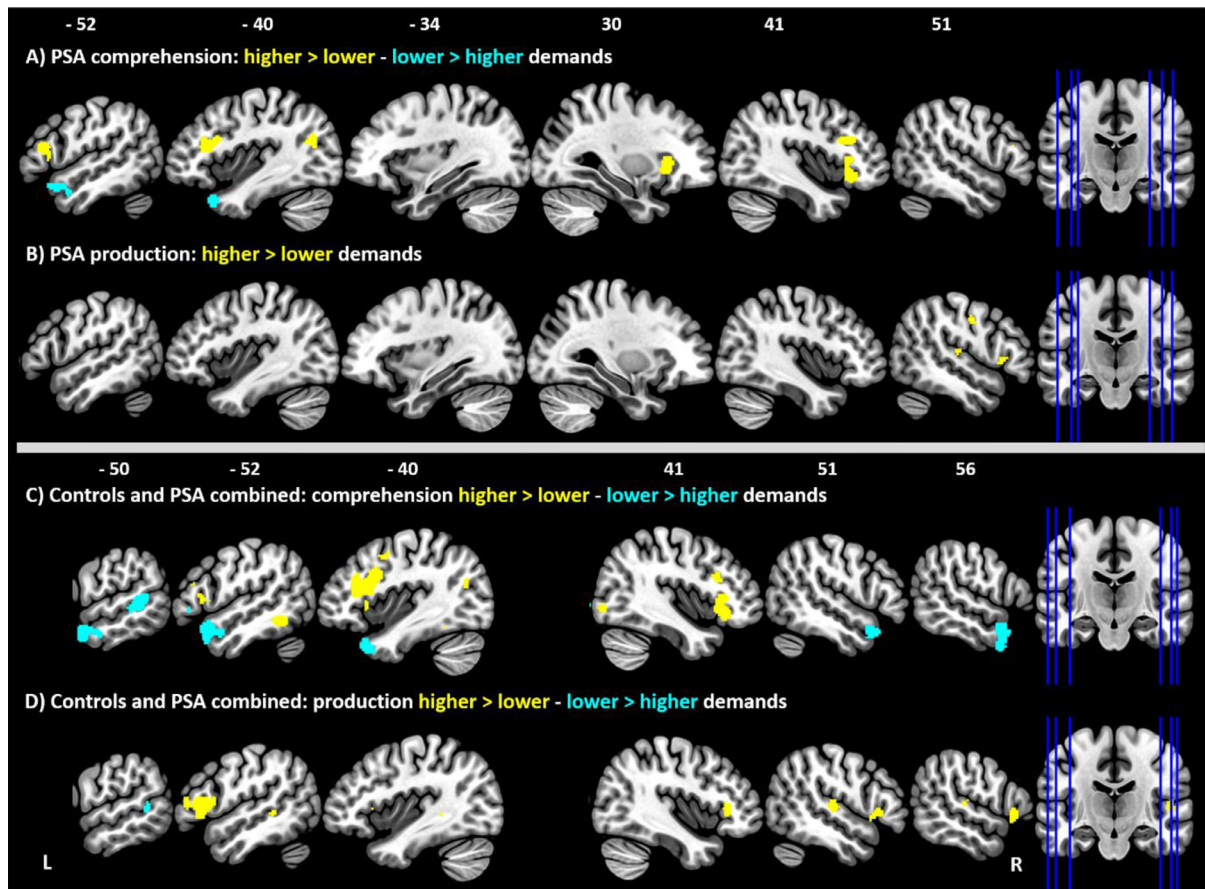 - 52 - 40 - 34 30 41 51
A) PSA comprehension: higher > lower - lower > higher demands
B) PSA production: higher > lower demands
- 50 - 52 - 40 41 51 56
C) Controls and PSA combined: comprehension higher > lower - lower > higher demands
D) Controls and PSA combined: production higher > lower - lower > higher demands
L R